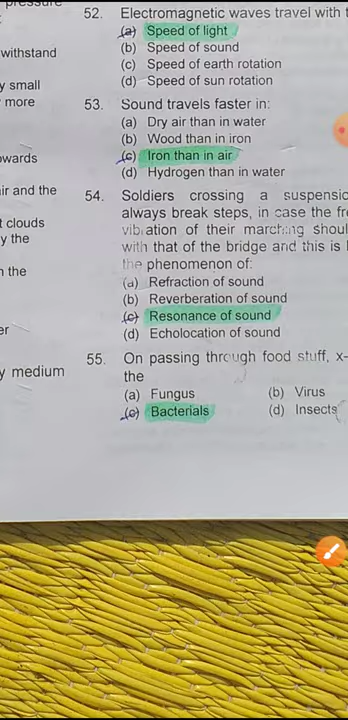 pressure
withstand
y small
more
wards
ir and the
t clouds
y the
the
er
y medium
52. Electromagnetic waves travel with
(a) Speed of light
(b) Speed of sound
(c) Speed of earth rotation
(d) Speed of sun rotation
53. Sound travels faster in:
(a) Dry air than in water
(b) Wood than in iron
(c) Iron than in air
(d) Hydrogen than in water
54. Soldiers crossing a suspensio
always break steps, in case the fr
vibration of their marching shoul
with that of the bridge and this is
the phenomenon of:
(a) Refraction of sound
(b) Reverberation of sound
(c) Resonance of sound
(d) Echolocation of sound
55. On passing through food stuff, x-
the
(a) Fungus (b) Virus
(c) Bacterials (d) Insects